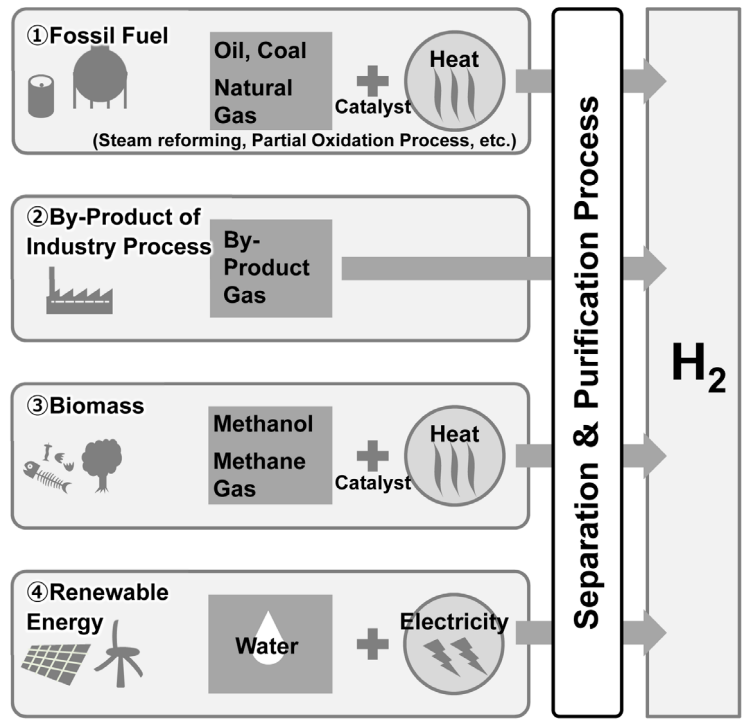 ①Fossil Fuel
Oil, Coal
Natural
Gas
Catalyst
Heat
(Steam reforming, Partial Oxidation Process, etc.)
②By-Product of
Industry Process
By-
Product
Gas
③Biomass
Methanol
Methane
Gas
Catalyst
Heat
④Renewable
Energy
Water
Electricity
Separation & Purification Process
H₂